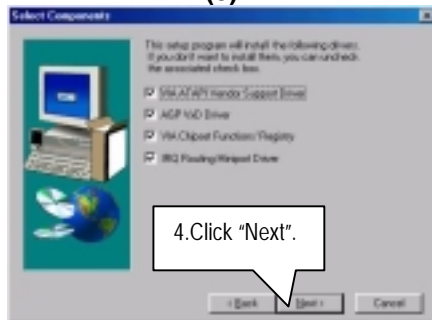 Select Components
This setup program will install the following drivers.
If you don't want to install them, you can uncheck
the associated check box.
VIA ATAPI Vendor Support Driver
AGP VxD Driver
VIA Chipset Functions' Registry
IRQ Routing Miniport Driver
4.Click “Next”.
< Back
Next >
Cancel